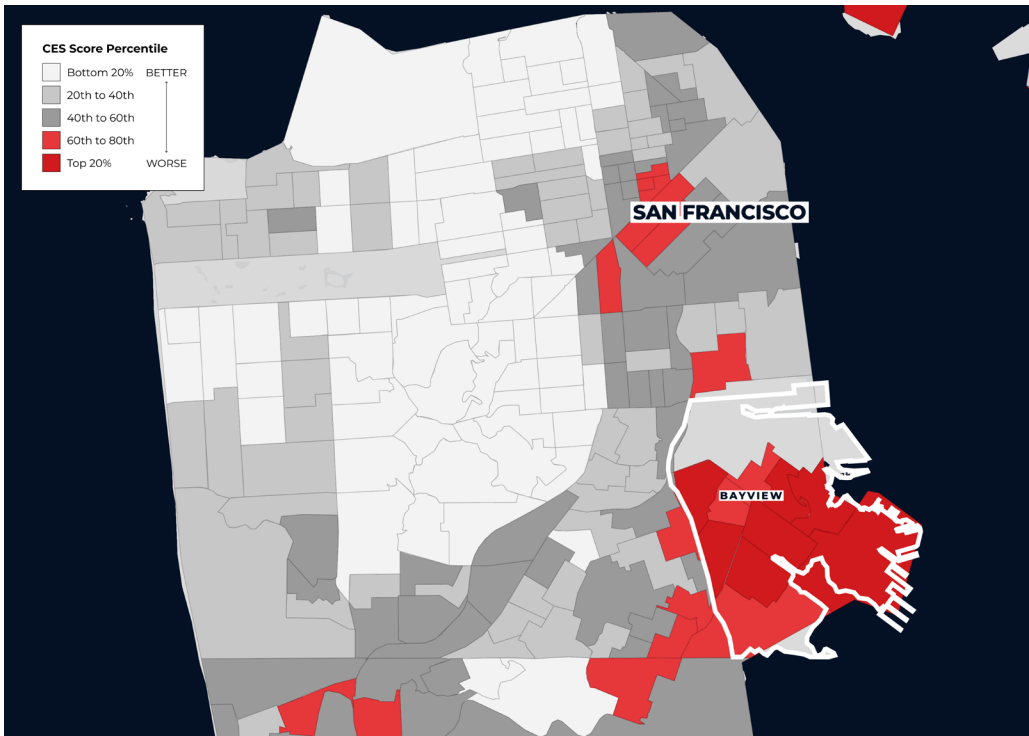 CES Score Percentile
Bottom 20% BETTER
20th to 40th
40th to 60th
60th to 80th
Top 20% WORSE
SAN FRANCISCO
BAYVIEW